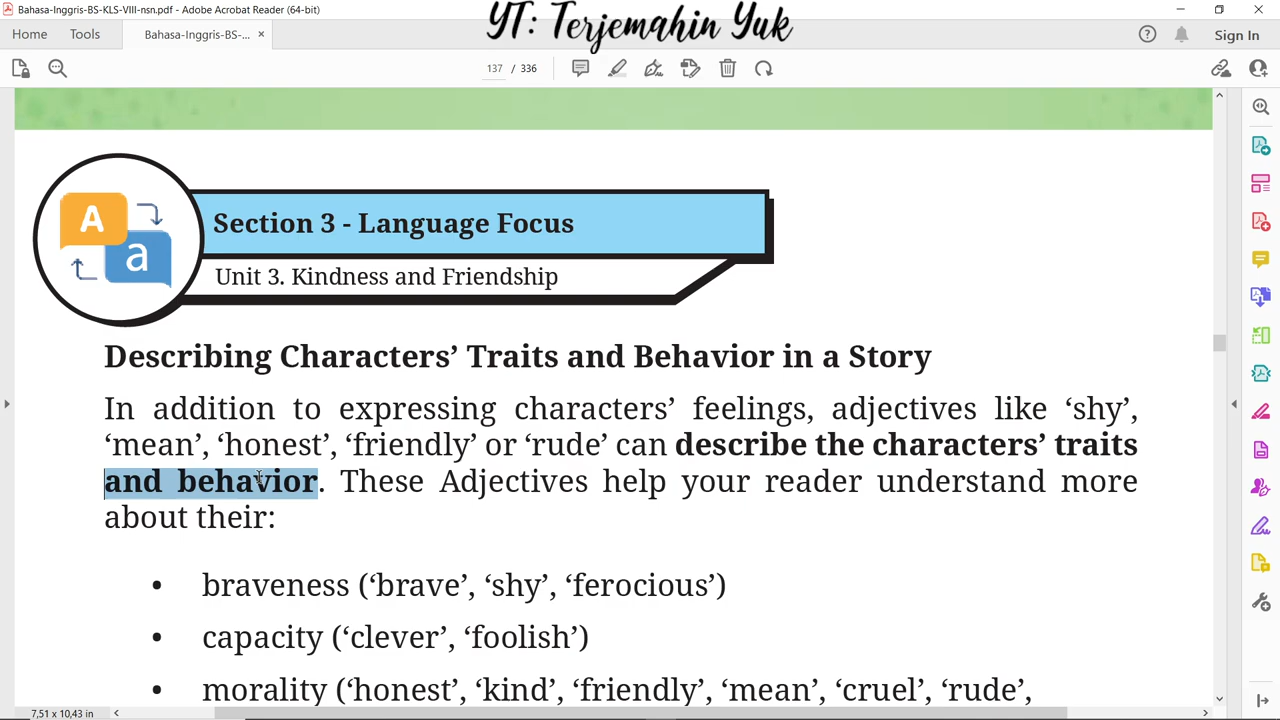 Bahasa-Inggris-BS-KLS-VIII-nsn.pdf - Adobe Acrobat Reader (64-bit)
YT: Terjemahin Yuk
Home Tools Bahasa-Inggris-BS-... × Sign In
137 / 336
A
a
Section 3 - Language Focus
Unit 3. Kindness and Friendship
Describing Characters’ Traits and Behavior in a Story
In addition to expressing characters’ feelings, adjectives like ‘shy’,
‘mean’, ‘honest’, ‘friendly’ or ‘rude’ can describe the characters’ traits
and behavior. These Adjectives help your reader understand more
about their:
• braveness (‘brave’, ‘shy’, ‘ferocious’)
• capacity (‘clever’, ‘foolish’)
• morality (‘honest’, ‘kind’, ‘friendly’, ‘mean’, ‘cruel’, ‘rude’,
7,51 x 10,43 in